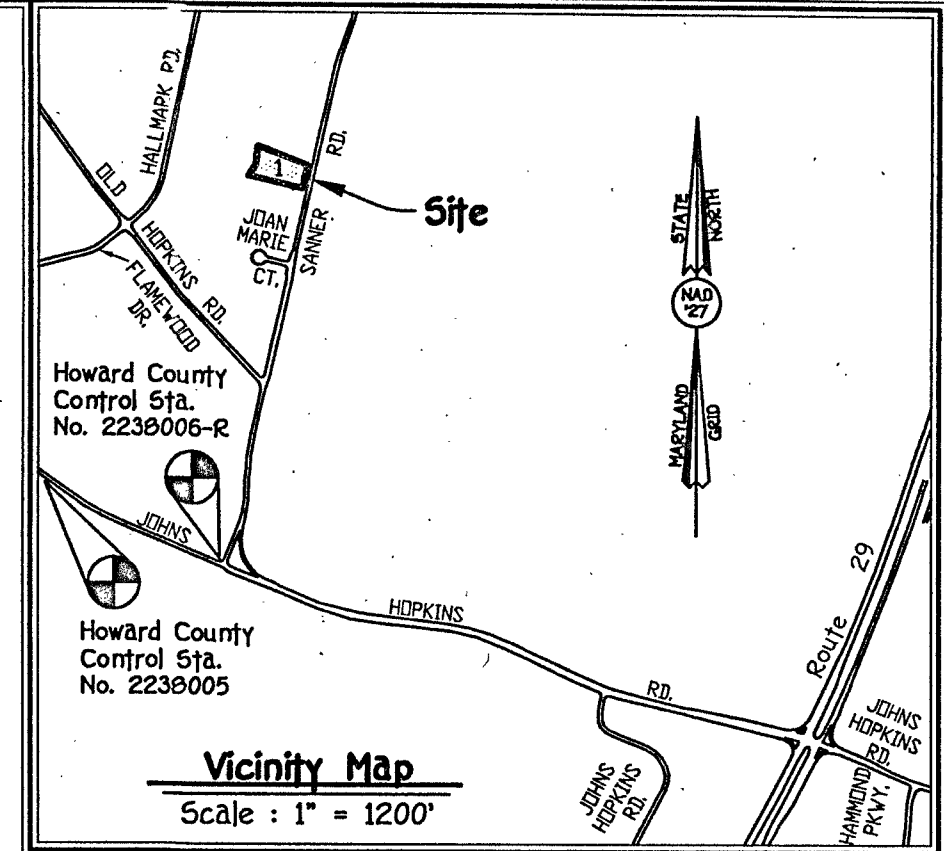 HALLMARK RD.
OLD
HOPKINS RD.
FLAMEWOOD
DR.
1
RD.
SANNER
Site
JOAN
MARIE
CT.
STATE
NORTH
NAD
'27
MARYLAND
GRID
Howard County
Control Sta.
No. 2238006-R
JOHNS
HOPKINS
RD.
Howard County
Control Sta.
No. 2238005
Route 29
JOHNS
HOPKINS
RD.
JOHNS
HOPKINS
RD.
HAMMOND
PKWY.
Vicinity Map
Scale : 1" = 1200'